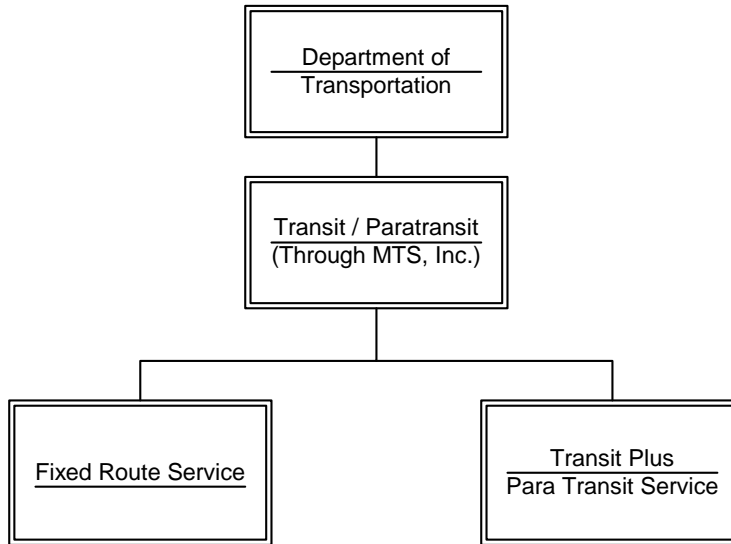 Department of
Transportation
Transit / Paratransit
(Through MTS, Inc.)
Fixed Route Service
Transit Plus
Para Transit Service